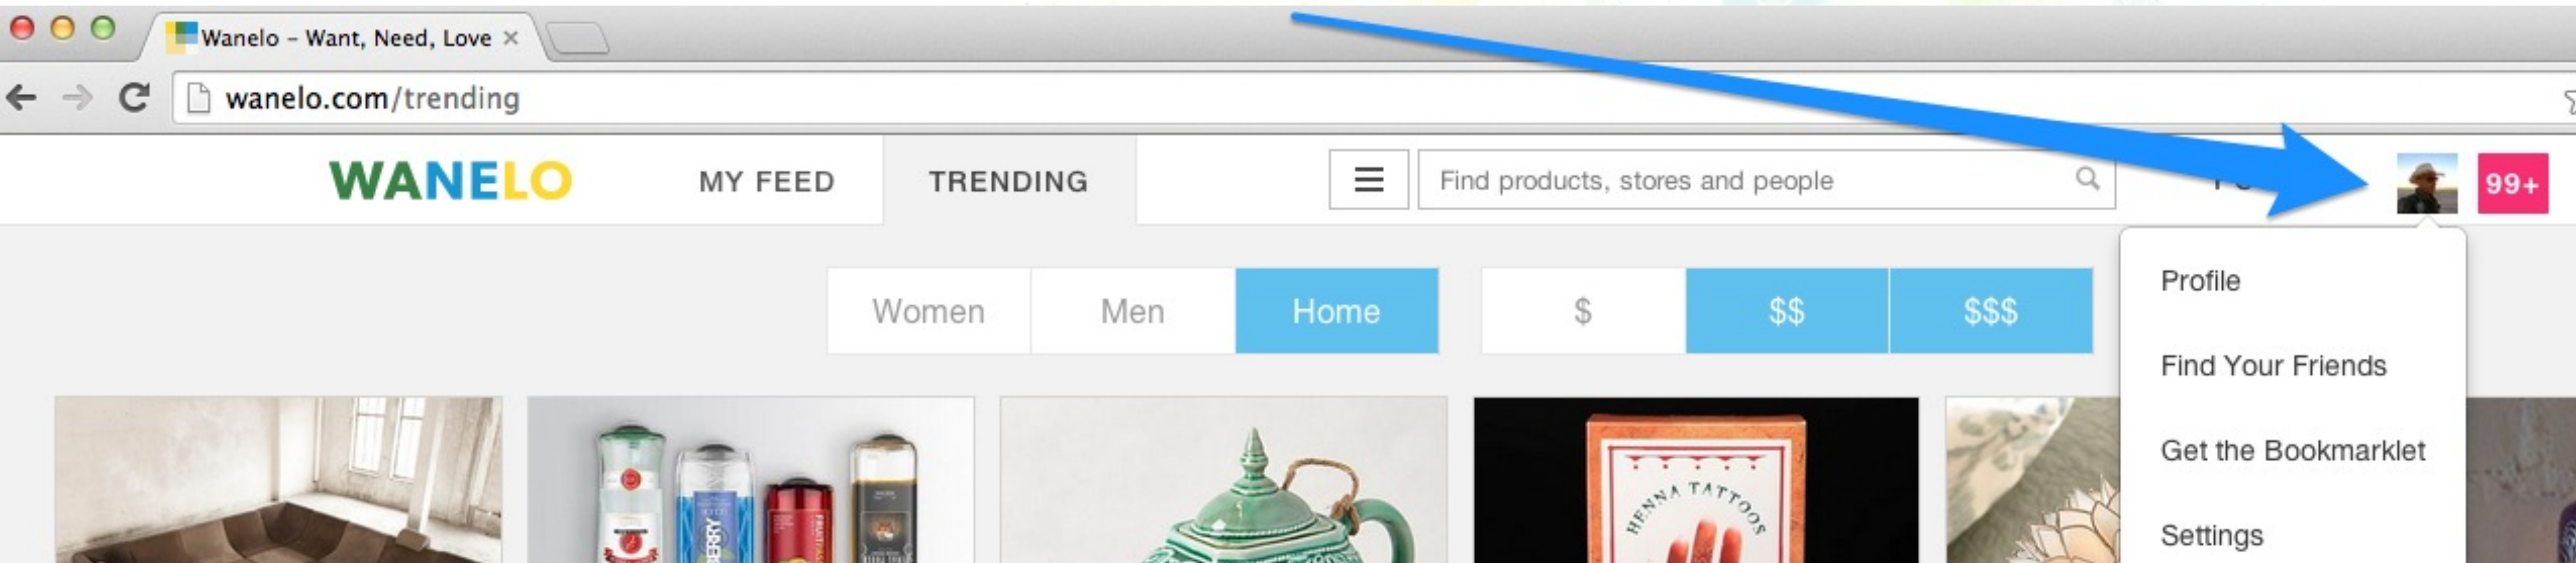 Wanelo – Want, Need, Love
wanelo.com/trending
WANELO
MY FEED
TRENDING
Find products, stores and people
99+
Women
Men
Home
$
$$
$$$
Profile
Find Your Friends
Get the Bookmarklet
Settings
HENNA TATTOOS